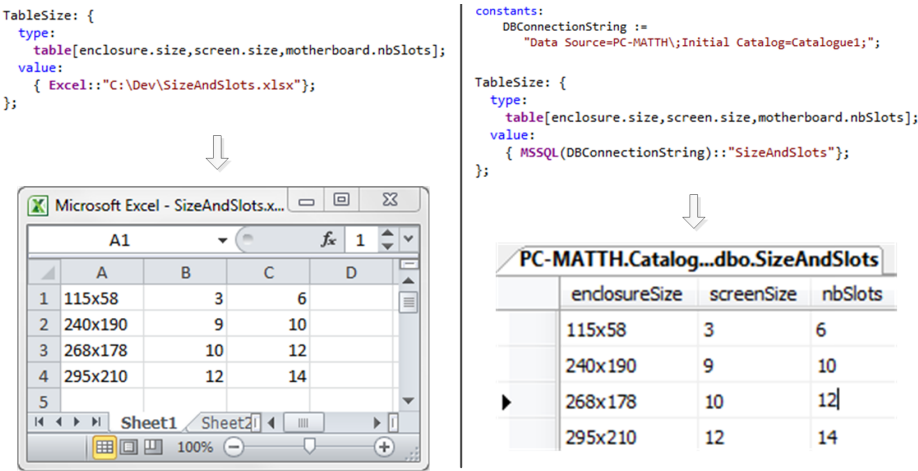 TableSize: {
type:
table[enclosure.size,screen.size,motherboard.nbSlots];
value:
{ Excel::"C:\Dev\SizeAndSlots.xlsx"};
};
Microsoft Excel - SizeAndSlots.x...
A1 fx 1
A B C D
1 115x58 3 6
2 240x190 9 10
3 268x178 10 12
4 295x210 12 14
5
Sheet1 Sheet2
100%
constants:
DBConnectionString :=
"Data Source=PC-MATTH\;Initial Catalog=Catalogue1;";
TableSize: {
type:
table[enclosure.size,screen.size,motherboard.nbSlots];
value:
{ MSSQL(DBConnectionString)::"SizeAndSlots"};
};
PC-MATTH.Catalog...dbo.SizeAndSlots
enclosureSize screenSize nbSlots
115x58 3 6
240x190 9 10
268x178 10 12
295x210 12 14